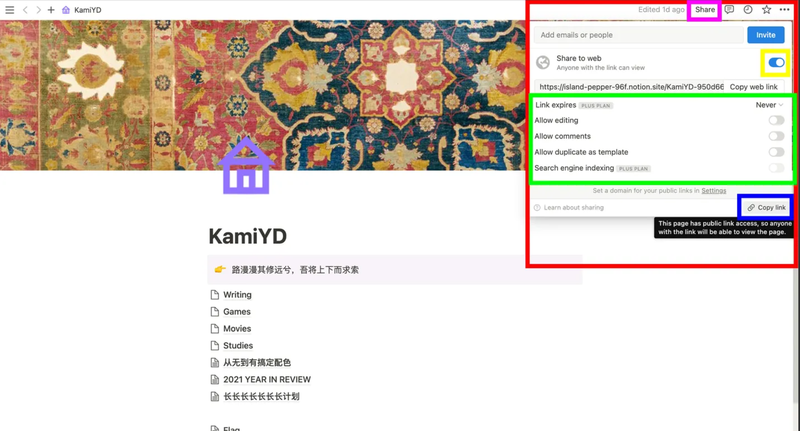 KamiYD
Edited 1d ago
Share
Add emails or people
Invite
Share to web
Anyone with the link can view
https://island-pepper-96f.notion.site/KamiYD-950d66
Copy web link
Link expires PLUS PLAN
Never
Allow editing
Allow comments
Allow duplicate as template
Search engine indexing PLUS PLAN
Set a domain for your public links in Settings
Learn about sharing
Copy link
This page has public link access, so anyone
with the link will be able to view the page.
KamiYD
路漫漫其修远兮，吾将上下而求索
Writing
Games
Movies
Studies
从无到有搞定配色
2021 YEAR IN REVIEW
长长长长长长长计划
Flag